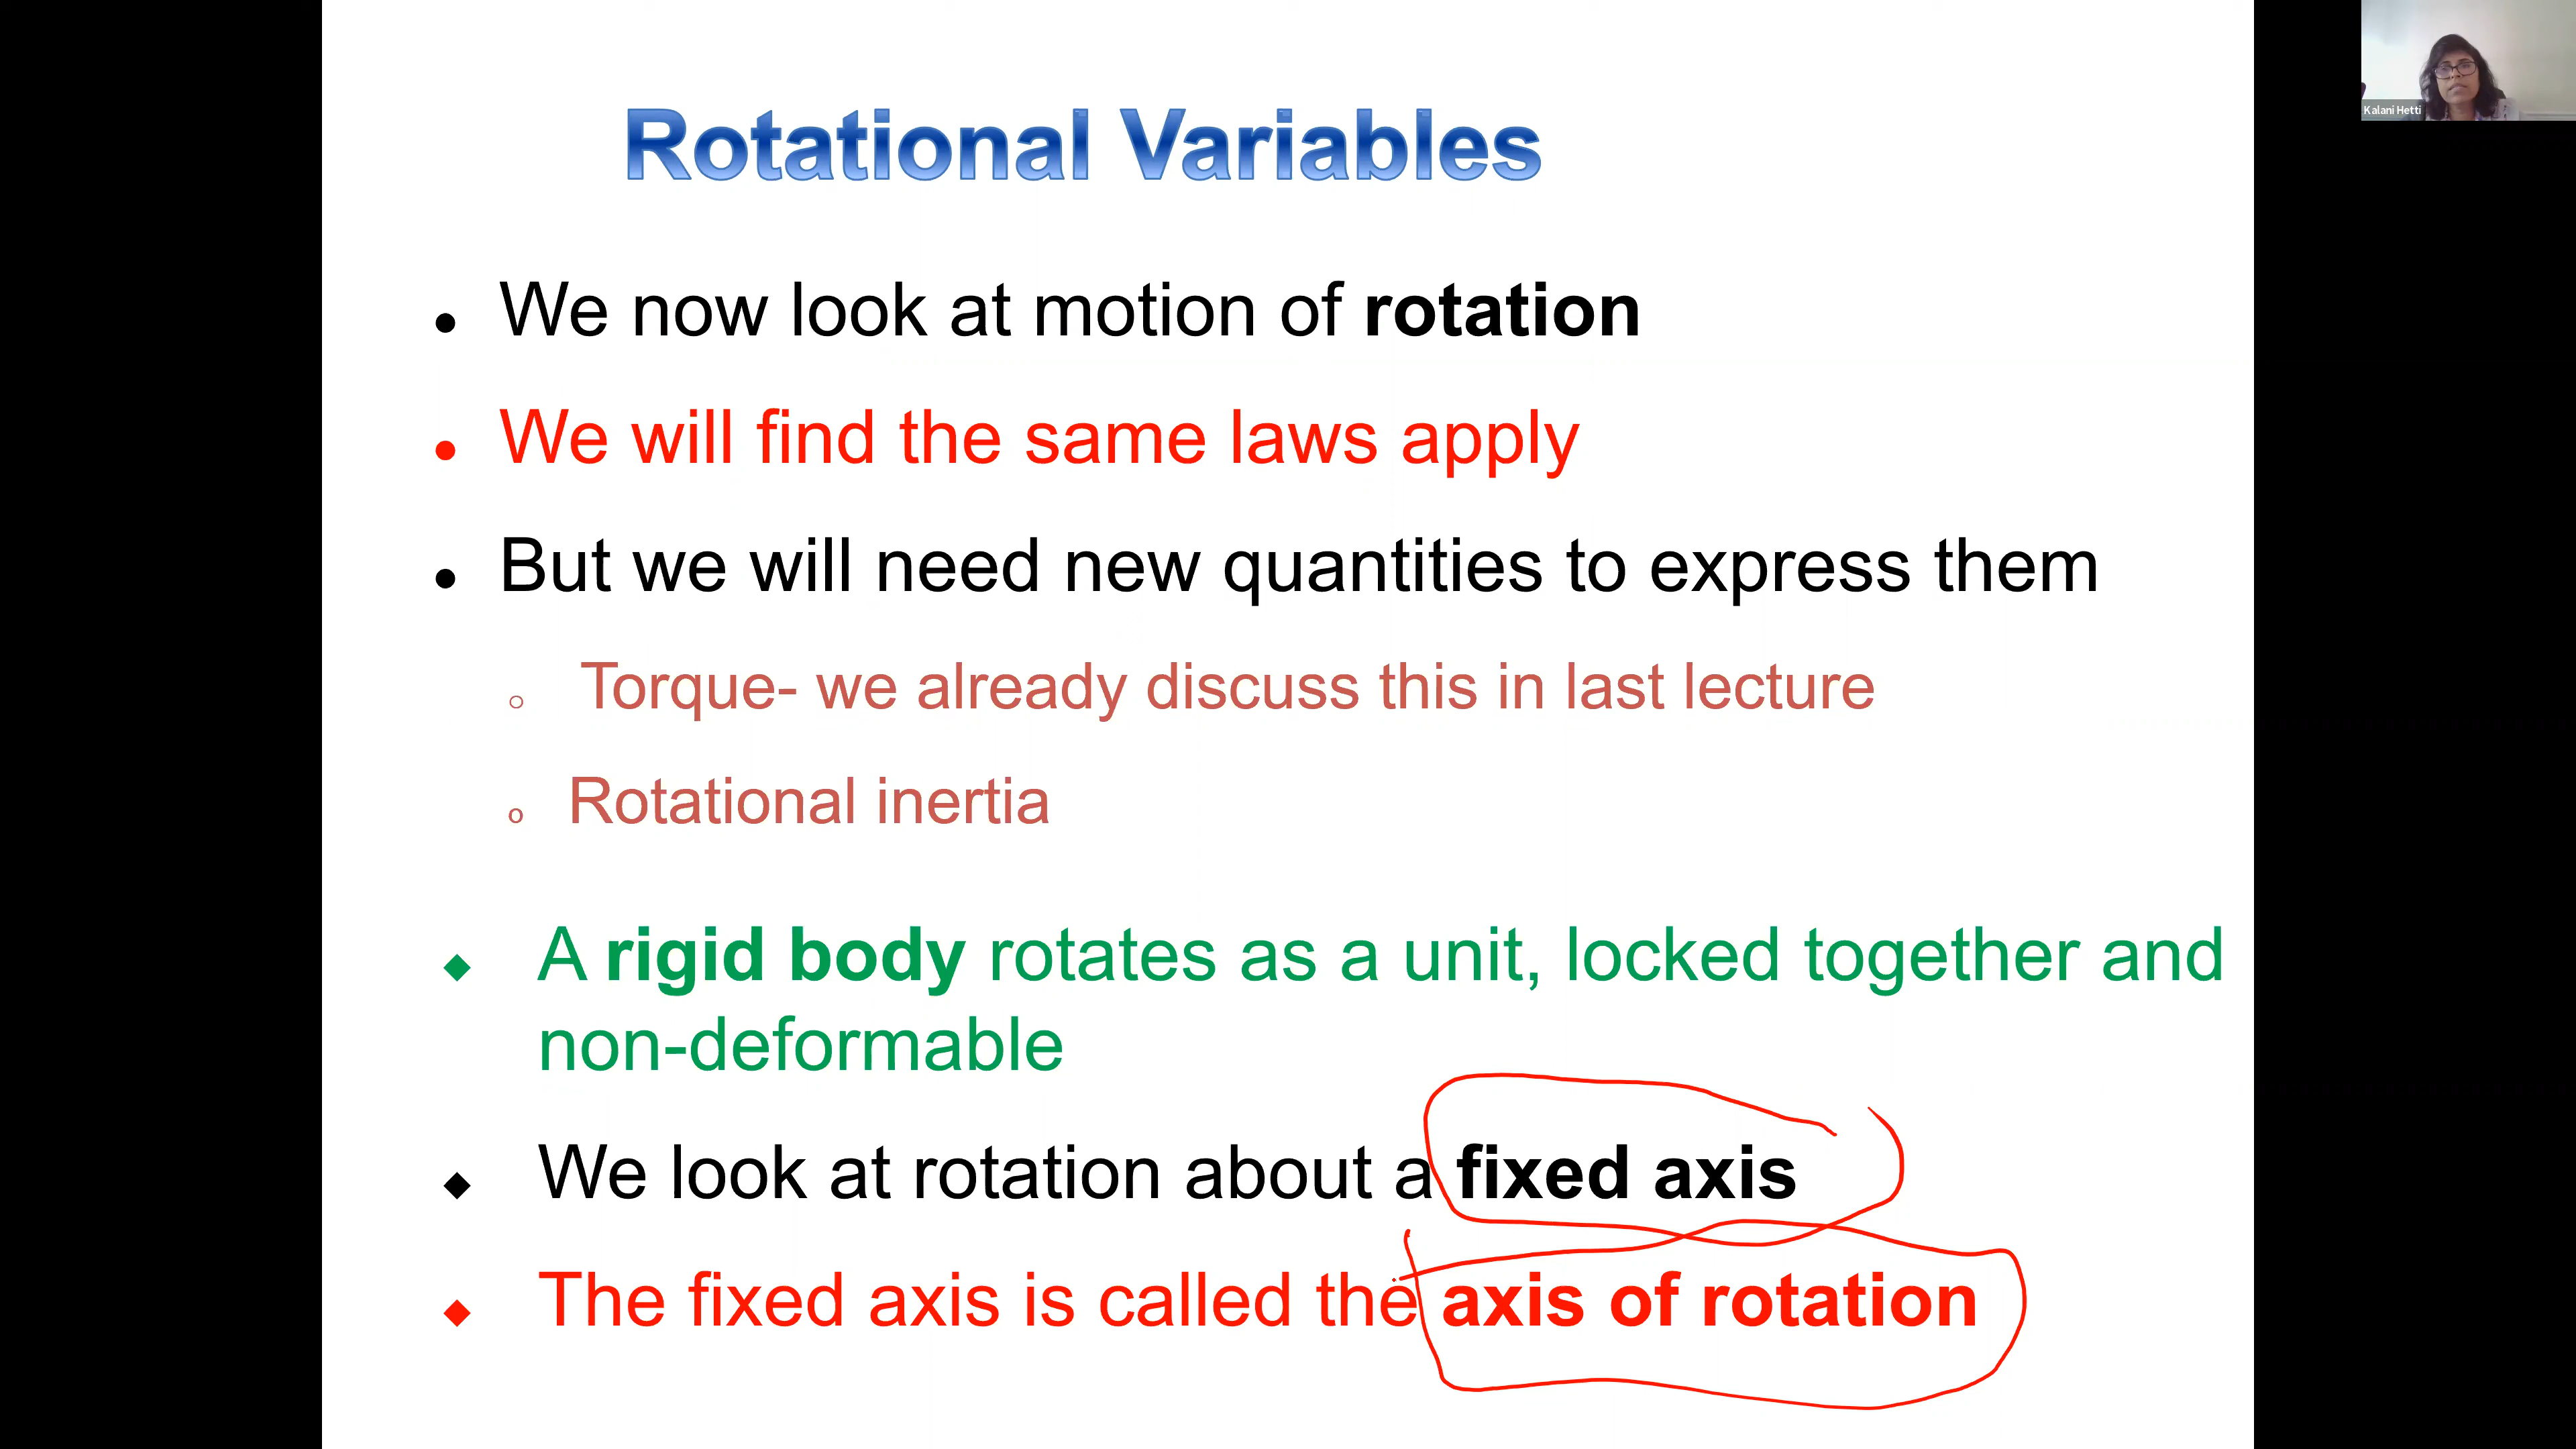 Rotational Variables
Kalani Hetti
● We now look at motion of rotation
● We will find the same laws apply
● But we will need new quantities to express them
○ Torque- we already discuss this in last lecture
o Rotational inertia
◆ A rigid body rotates as a unit, locked together and
non-deformable
◆ We look at rotation about a fixed axis
◆ The fixed axis is called the axis of rotation